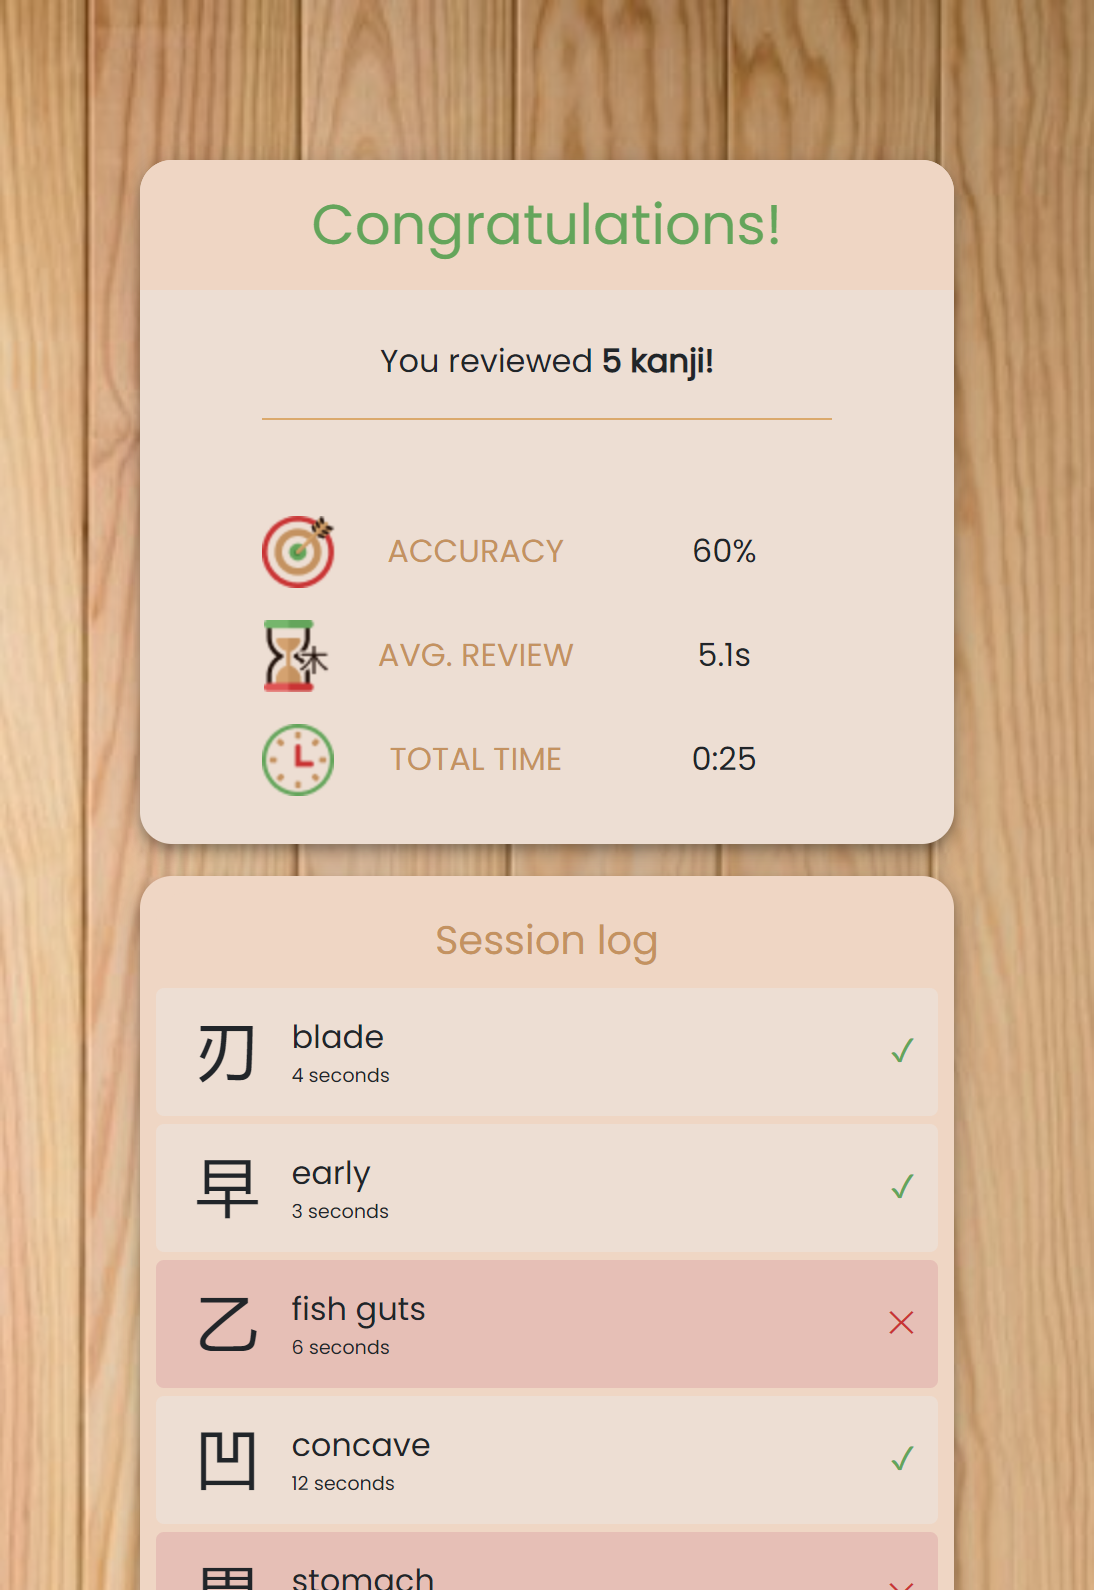 Congratulations!
You reviewed 5 kanji!
ACCURACY 60%
木
AVG. REVIEW 5.1s
TOTAL TIME 0:25
Session log
刃 blade ✓
4 seconds
早 early ✓
3 seconds
乙 fish guts ×
6 seconds
凹 concave ✓
12 seconds
stomach